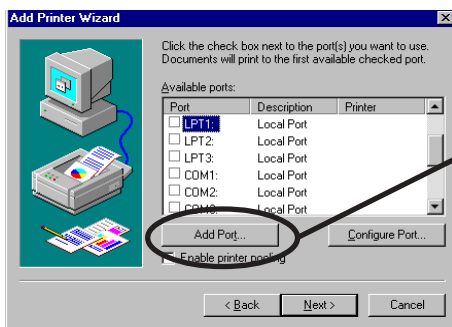 Add Printer Wizard
Click the check box next to the port(s) you want to use.
Documents will print to the first available checked port.
Available ports:
Port Description Printer
LPT1: Local Port
LPT2: Local Port
LPT3: Local Port
COM1: Local Port
COM2: Local Port
COM3: Local Port
Add Port... Configure Port...
Enable printer pooling
< Back Next > Cancel